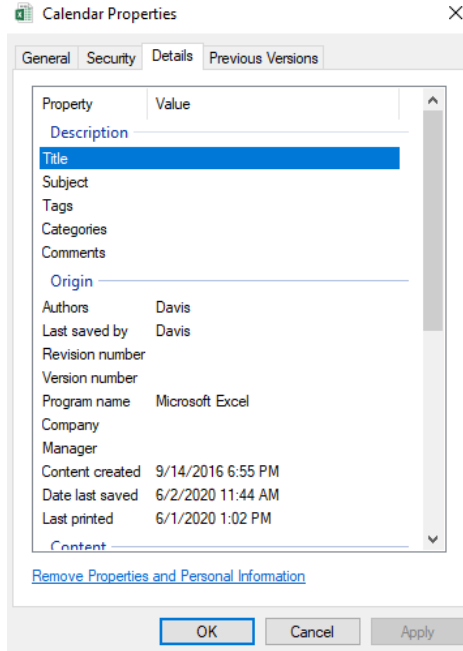 Calendar Properties
General Security Details Previous Versions
Property Value
Description
Title
Subject
Tags
Categories
Comments
Origin
Authors Davis
Last saved by Davis
Revision number
Version number
Program name Microsoft Excel
Company
Manager
Content created 9/14/2016 6:55 PM
Date last saved 6/2/2020 11:44 AM
Last printed 6/1/2020 1:02 PM
Content
Remove Properties and Personal Information
OK Cancel Apply